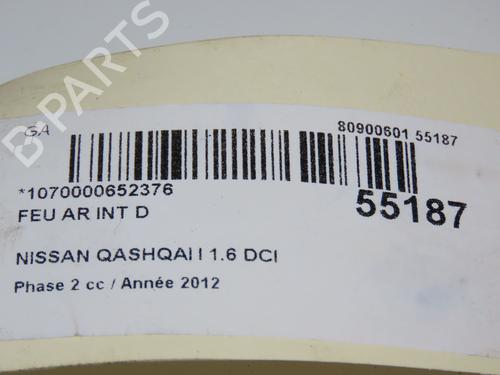 GA
80900601 55187
*1070000652376
55187
FEU AR INT D
NISSAN QASHQAI I 1.6 DCI
Phase 2 cc / Année 2012
B-PARTS